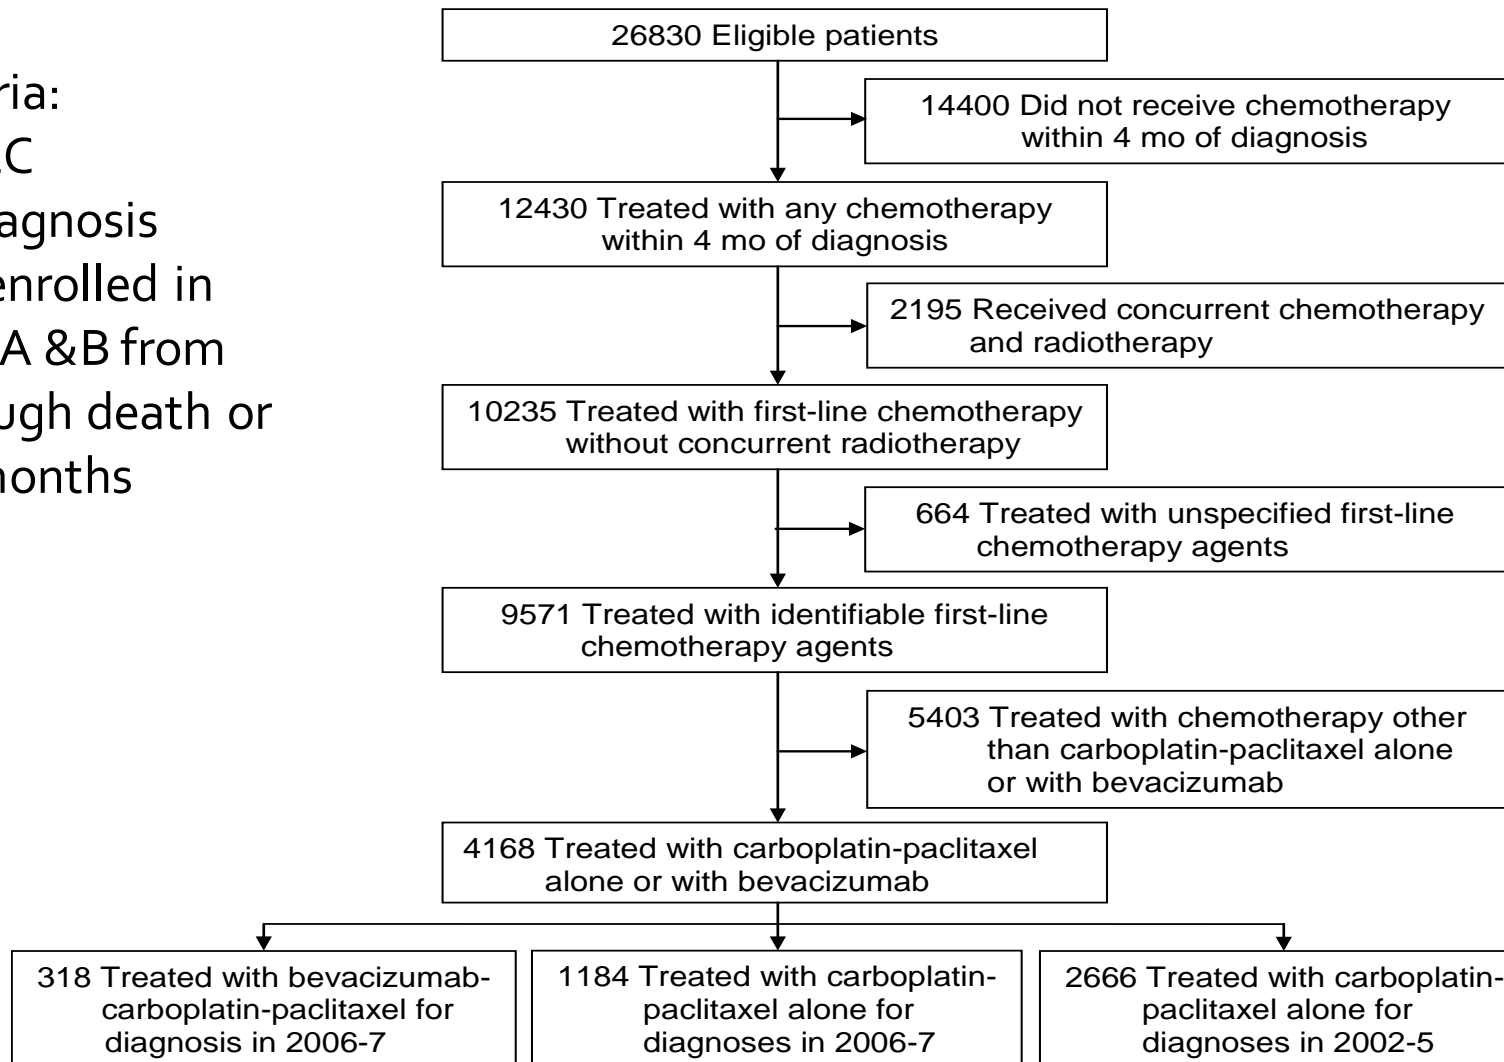 ria:
agnosis
enrolled in
A &B from
ugh death or
months
26830 Eligible patients
14400 Did not receive chemotherapy
within 4 mo of diagnosis
12430 Treated with any chemotherapy
within 4 mo of diagnosis
2195 Received concurrent chemotherapy
and radiotherapy
10235 Treated with first-line chemotherapy
without concurrent radiotherapy
664 Treated with unspecified first-line
chemotherapy agents
9571 Treated with identifiable first-line
chemotherapy agents
5403 Treated with chemotherapy other
than carboplatin-paclitaxel alone
or with bevacizumab
4168 Treated with carboplatin-paclitaxel
alone or with bevacizumab
318 Treated with bevacizumab-
carboplatin-paclitaxel for
diagnosis in 2006-7
1184 Treated with carboplatin-
paclitaxel alone for
diagnoses in 2006-7
2666 Treated with carboplatin-
paclitaxel alone for
diagnoses in 2002-5